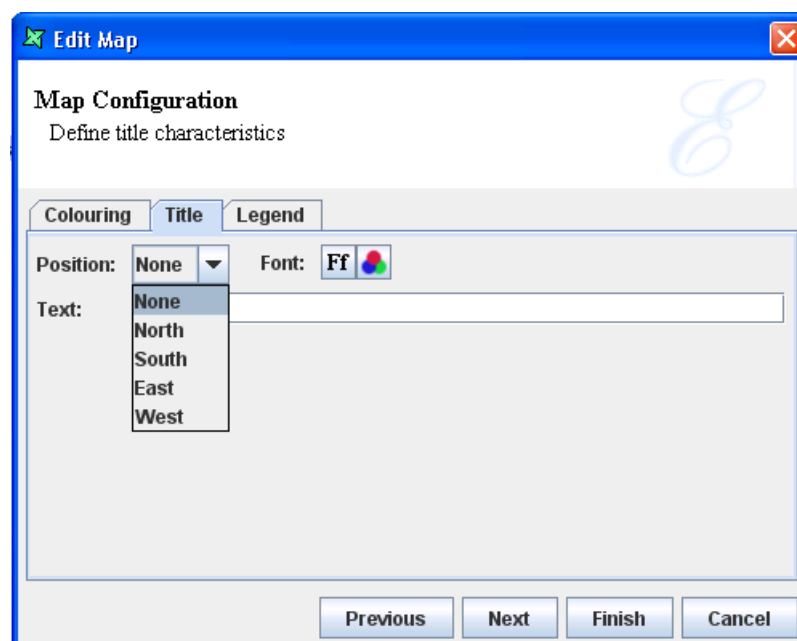 Edit Map
Map Configuration
Define title characteristics
Colouring Title Legend
Position: None Font: Ff
Text:
None
North
South
East
West
Previous Next Finish Cancel